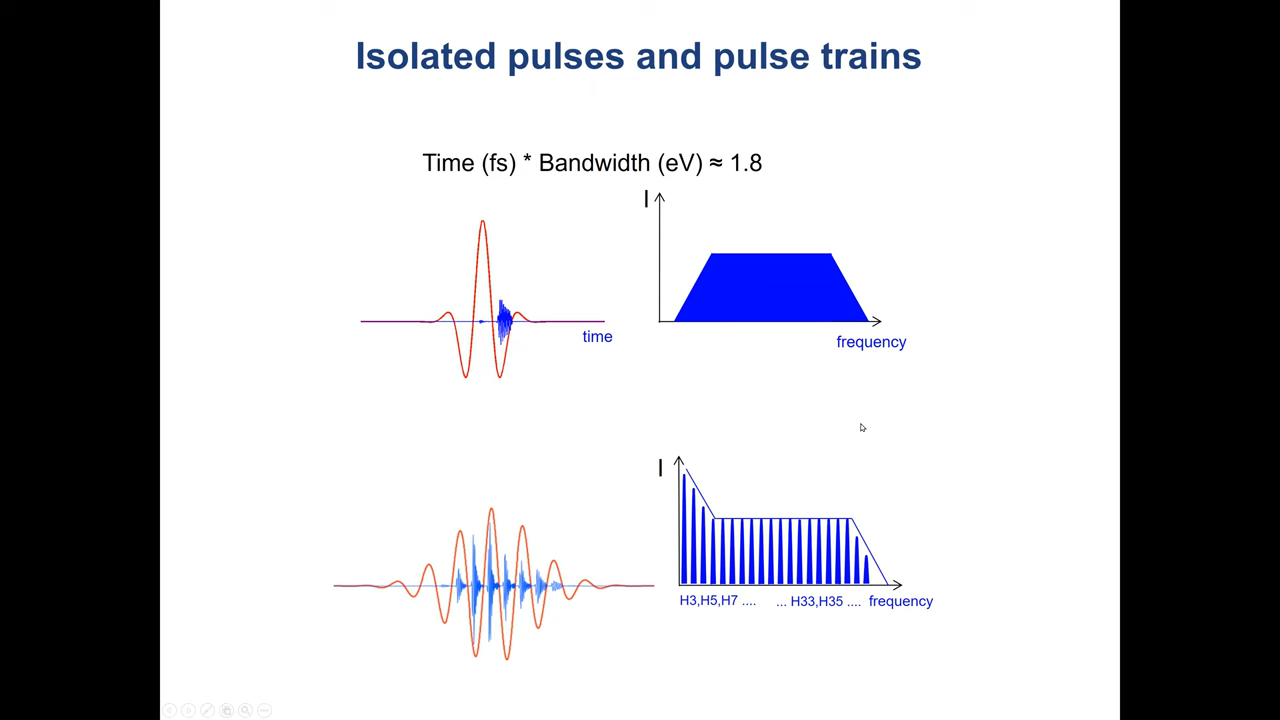 Isolated pulses and pulse trains
Time (fs) * Bandwidth (eV) ≈ 1.8
I
time
frequency
I
H3,H5,H7 .... ... H33,H35 .... frequency